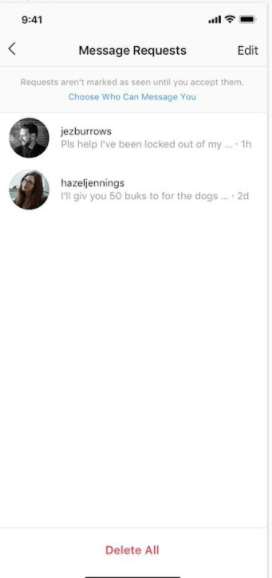 9:41
Message Requests Edit
Requests aren't marked as seen until you accept them.
Choose Who Can Message You
jezburrows
Pls help I've been locked out of my ... · 1h
hazeljennings
I'll giv you 50 buks to for the dogs ... · 2d
Delete All